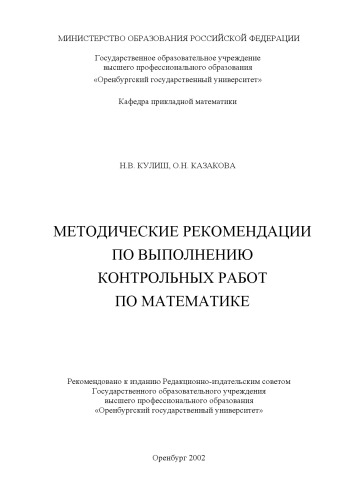 МИНИСТЕРСТВО ОБРАЗОВАНИЯ РОССИЙСКОЙ ФЕДЕРАЦИИ
Государственное образовательное учреждение
высшего профессионального образования
«Оренбургский государственный университет»
Кафедра прикладной математики
Н.В. КУЛИШ, О.Н. КАЗАКОВА
МЕТОДИЧЕСКИЕ РЕКОМЕНДАЦИИ
ПО ВЫПОЛНЕНИЮ
КОНТРОЛЬНЫХ РАБОТ
ПО МАТЕМАТИКЕ
Рекомендовано к изданию Редакционно-издательским советом
Государственного образовательного учреждения
высшего профессионального образования
«Оренбургский государственный университет»
Оренбург 2002